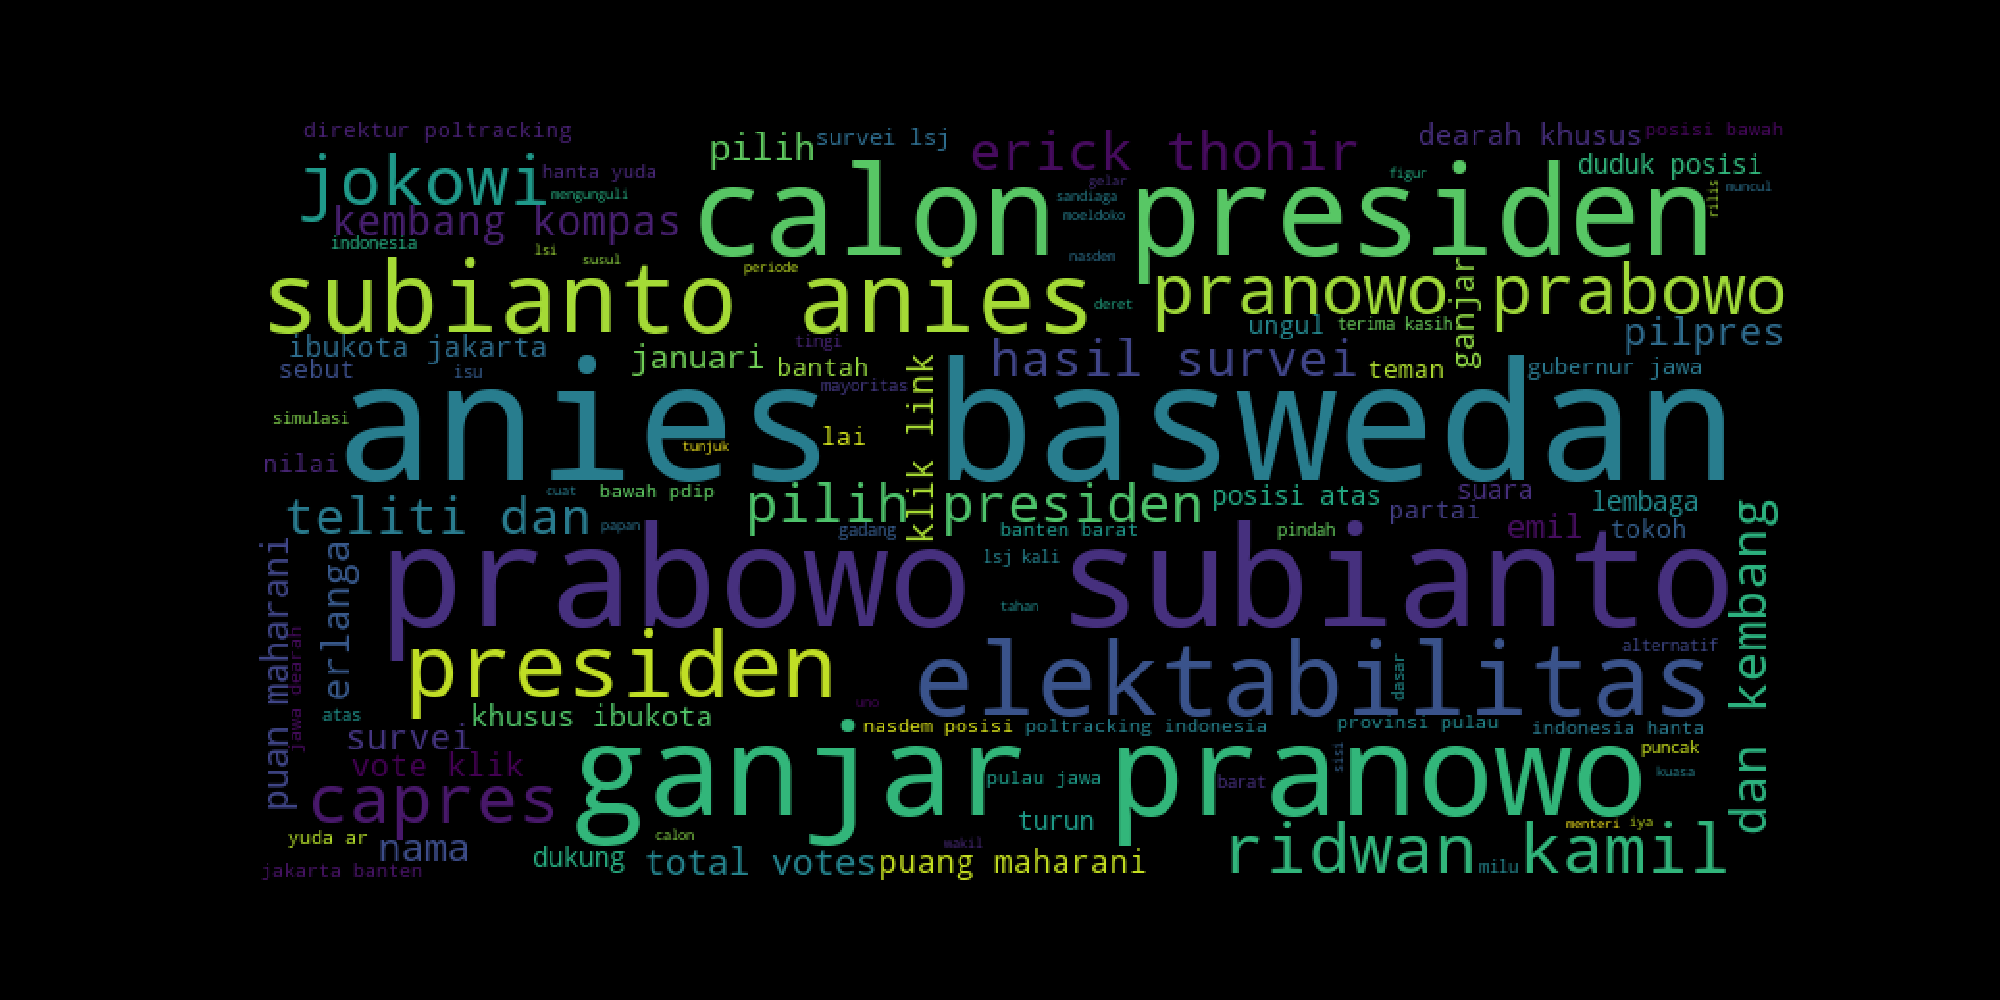 direktur poltracking
pilih
survei lsj
erick thohir
dearah khusus
posisi bawah
jokowi
hanta yuda
mengunguli
calon presiden
gelar
sandiaga
moeldoko
figur
duduk posisi
rilis
muncul
kembang kompas
indonesia
lsi
susul
nasdem
subianto anies
periode
deret
pranowo prabowo
ganjar
ibukota jakarta
sebut
isu
januari
tingi
bantah
mayoritas
hasil survei
ungul
terima kasih
teman
pilpres
gubernur jawa
simulasi
anies baswedan
tunjuk
lai
klik link
nilai
teliti dan
cuat
papan
bawah pdip
pilih presiden
gadang
banten barat
posisi atas
pindah
partai
suara
emil
lembaga
tokoh
dan kembang
puan maharani
jawa dearah
erlanga
prabowo subianto
lsj kali
tahan
presiden
elektabilitas
dasar
alternatif
atas
khusus ibukota
uno
nasdem posisi
poltracking indonesia
provinsi pulau
indonesia hanta
survei
vote klik
capres
ganjar pranowo
pulau jawa
barat
sisi
puncak
kuasa
yuda ar
nama
jakarta banten
dukung
calon
total votes
wakil
puang maharani
turun
menteri iya
ridwan kamil
milu